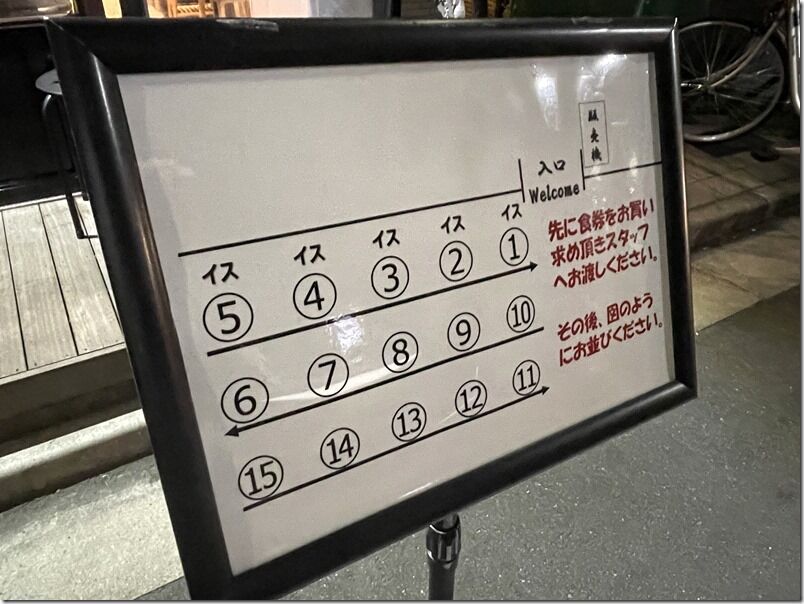 販売機
入口
Welcome
イス イス イス イス イス
⑤ ④ ③ ② ①
⑥ ⑦ ⑧ ⑨ ⑩
⑮ ⑭ ⑬ ⑫ ⑪
先に食券をお買い
求め頂きスタッフ
へお渡しください。
その後、図のよう
にお並びください。